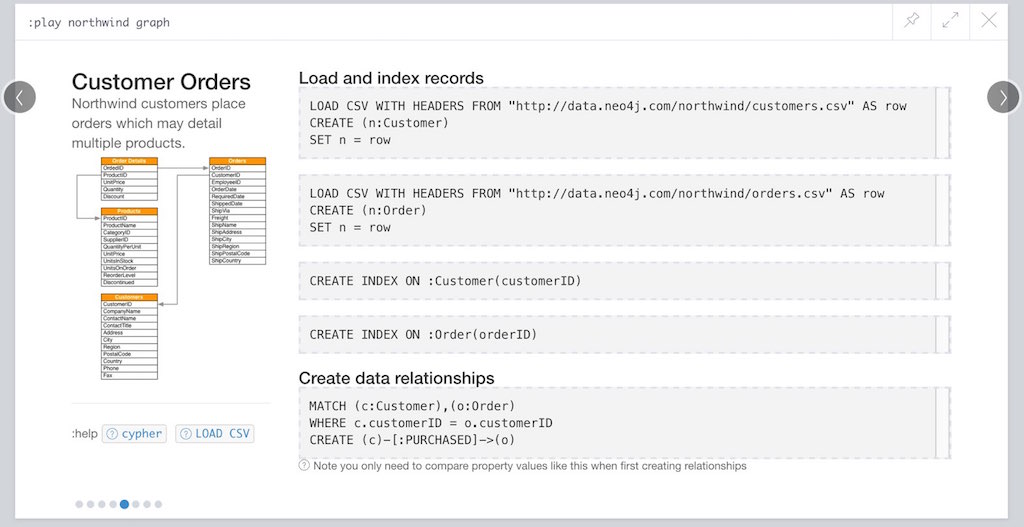 :play northwind graph
Customer Orders
Northwind customers place
orders which may detail
multiple products.
Order Details
OrderID
ProductID
UnitPrice
Quantity
Discount
Products
ProductID
ProductName
CategoryID
SupplierID
QuantityPerUnit
UnitPrice
UnitsInStock
UnitsOnOrder
ReorderLevel
Discontinued
Customers
CustomerID
CompanyName
ContactName
ContactTitle
Address
City
Region
PostalCode
Country
Phone
Fax
Orders
OrderID
CustomerID
EmployeeID
OrderDate
RequiredDate
ShippedDate
ShipVia
Freight
ShipName
ShipAddress
ShipCity
ShipRegion
ShipPostalCode
ShipCountry
:help ? cypher ? LOAD CSV
Load and index records
LOAD CSV WITH HEADERS FROM "http://data.neo4j.com/northwind/customers.csv" AS row
CREATE (n:Customer)
SET n = row
LOAD CSV WITH HEADERS FROM "http://data.neo4j.com/northwind/orders.csv" AS row
CREATE (n:Order)
SET n = row
CREATE INDEX ON :Customer(customerID)
CREATE INDEX ON :Order(orderID)
Create data relationships
MATCH (c:Customer),(o:Order)
WHERE c.customerID = o.customerID
CREATE (c)-[:PURCHASED]->(o)
? Note you only need to compare property values like this when first creating relationships